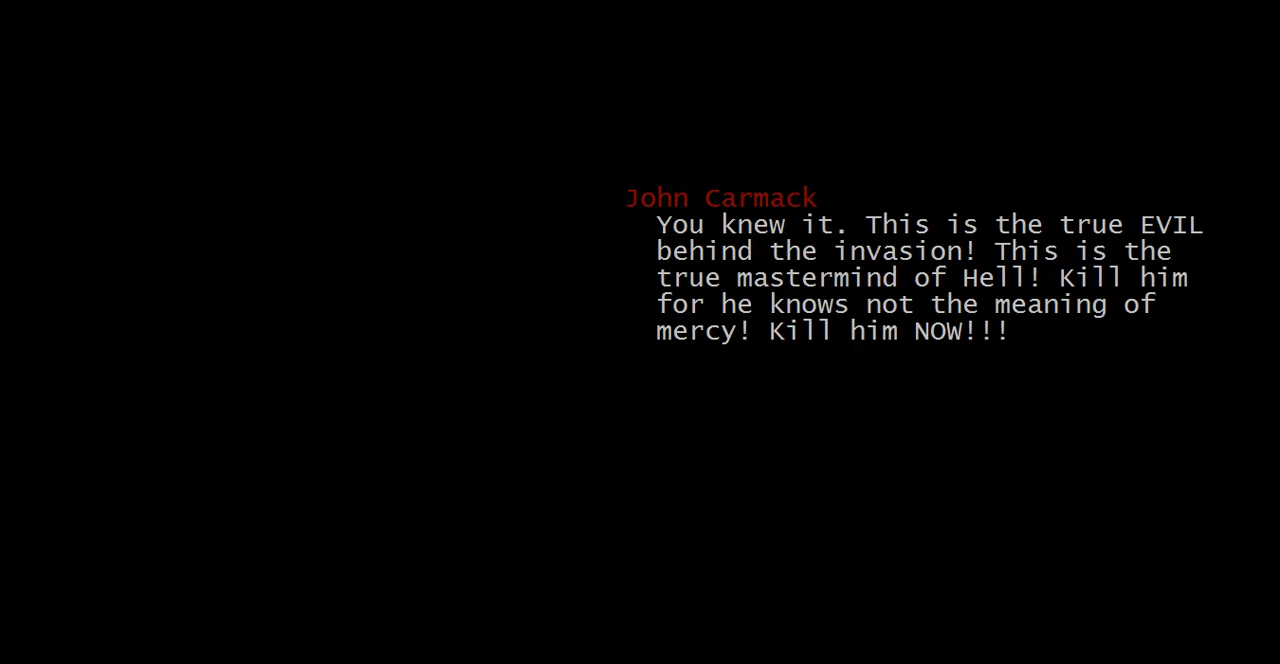 John Carmack
You knew it. This is the true EVIL
behind the invasion! This is the
true mastermind of Hell! Kill him
for he knows not the meaning of
mercy! Kill him NOW!!!